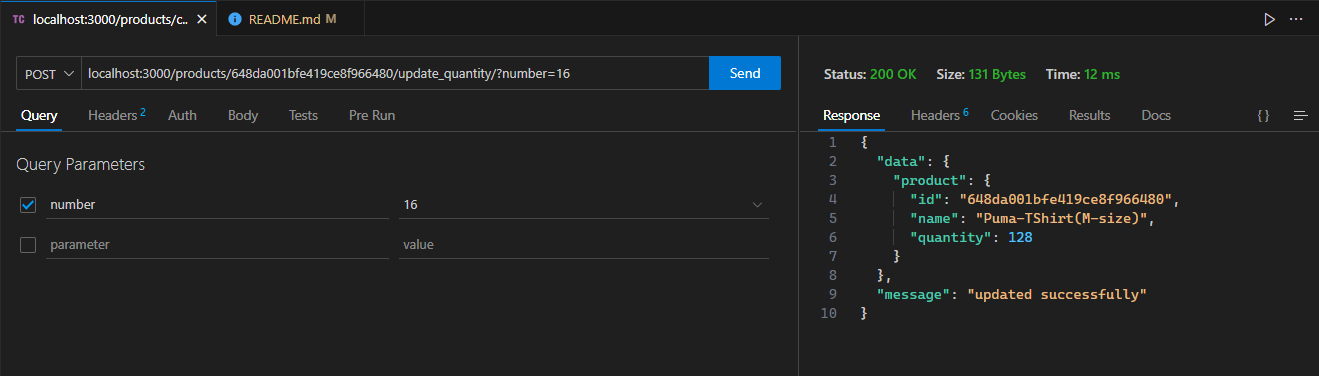 TC localhost:3000/products/c.. README.md M
POST localhost:3000/products/648da001bfe419ce8f966480/update_quantity/?number=16 Send
Query Headers 2 Auth Body Tests Pre Run
Query Parameters
number 16
parameter value
Status: 200 OK Size: 131 Bytes Time: 12 ms
Response Headers 6 Cookies Results Docs { }
1 {
2 "data": {
3 "product": {
4 "id": "648da001bfe419ce8f966480",
5 "name": "Puma-TShirt(M-size)",
6 "quantity": 128
7 }
8 },
9 "message": "updated successfully"
10 }